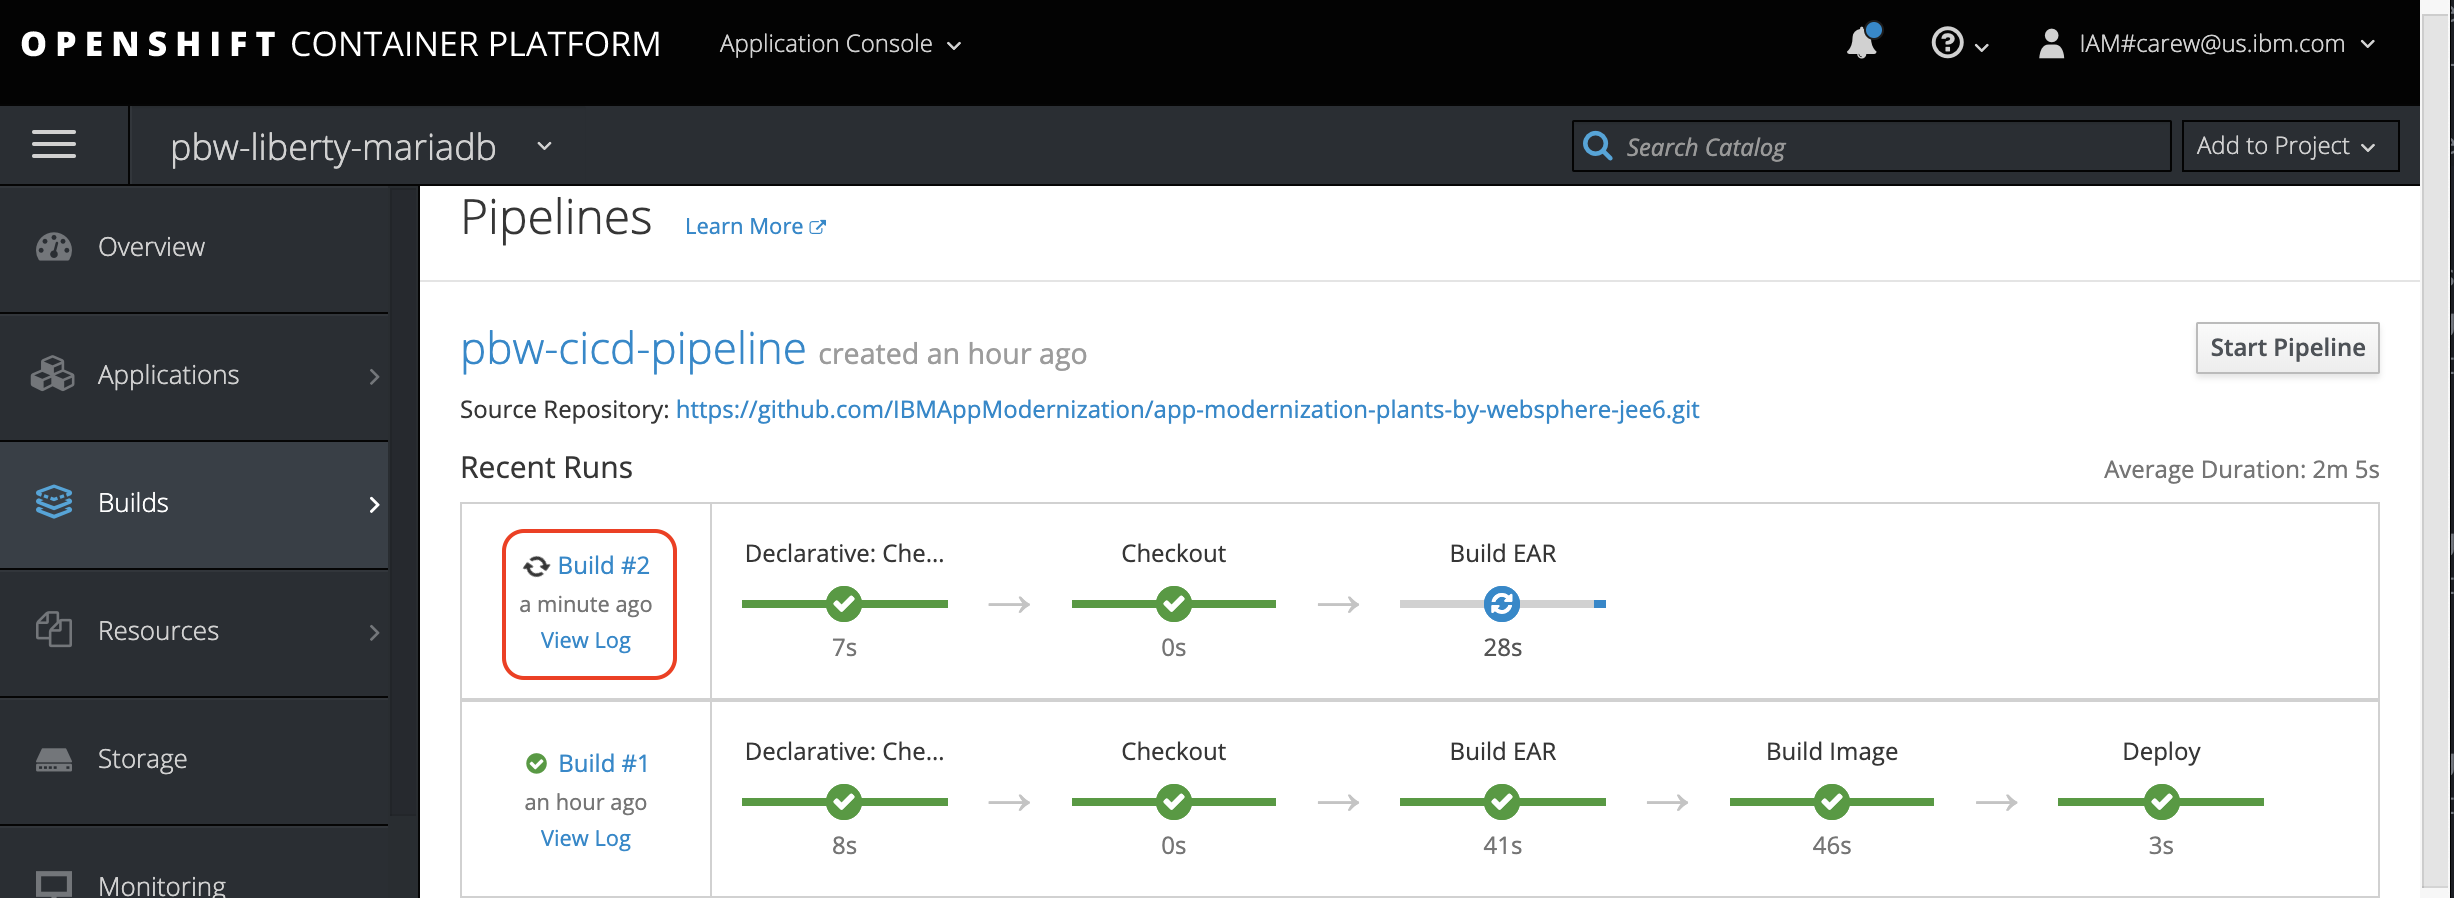 OPENSHIFT CONTAINER PLATFORM Application Console IAM#carew@us.ibm.com
pbw-liberty-mariadb Search Catalog Add to Project
Overview
Applications
Builds
Resources
Storage
Monitoring
Pipelines Learn More
pbw-cicd-pipeline created an hour ago Start Pipeline
Source Repository: https://github.com/IBMAppModernization/app-modernization-plants-by-websphere-jee6.git
Recent Runs Average Duration: 2m 5s
Build #2
a minute ago
View Log
Declarative: Che... Checkout Build EAR
7s 0s 28s
Build #1
an hour ago
View Log
Declarative: Che... Checkout Build EAR Build Image Deploy
8s 0s 41s 46s 3s